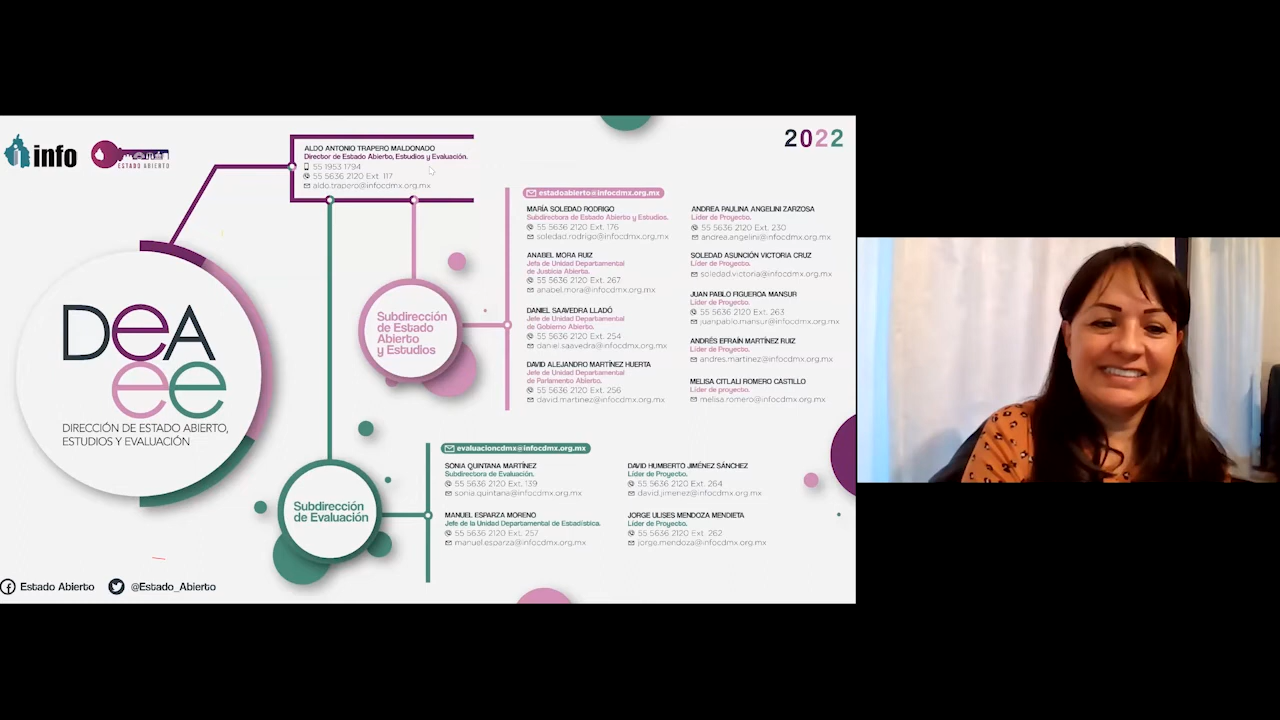 info
ESTADO ABIERTO
2022
ALDO ANTONIO TRAPERO MALDONADO
Director de Estado Abierto, Estudios y Evaluación.
55 1953 1794
55 5636 2120 Ext. 117
aldo.trapero@infocdmx.org.mx
DEAEE
DIRECCIÓN DE ESTADO ABIERTO,
ESTUDIOS Y EVALUACIÓN
Subdirección
de Estado
Abierto
y Estudios
estadoabierto@infocdmx.org.mx
MARÍA SOLEDAD RODRIGO
Subdirectora de Estado Abierto y Estudios.
55 5636 2120 Ext. 176
soledad.rodrigo@infocdmx.org.mx
ANABEL MORA RUIZ
Jefa de Unidad Departamental
de Justicia Abierta.
55 5636 2120 Ext. 267
anabel.mora@infocdmx.org.mx
DANIEL SAAVEDRA LLADÓ
Jefe de Unidad Departamental
de Gobierno Abierto.
55 5636 2120 Ext. 254
daniel.saavedra@infocdmx.org.mx
DAVID ALEJANDRO MARTÍNEZ HUERTA
Jefe de Unidad Departamental
de Parlamento Abierto.
55 5636 2120 Ext. 256
david.martinez@infocdmx.org.mx
ANDREA PAULINA ANGELINI ZARZOSA
Líder de Proyecto.
55 5636 2120 Ext. 230
andrea.angelini@infocdmx.org.mx
SOLEDAD ASUNCIÓN VICTORIA CRUZ
Líder de Proyecto.
soledad.victoria@infocdmx.org.mx
JUAN PABLO FIGUEROA MANSUR
Líder de Proyecto.
55 5636 2120 Ext. 263
juanpablo.mansur@infocdmx.org.mx
ANDRÉS EFRAÍN MARTÍNEZ RUIZ
Líder de Proyecto.
andres.martinez@infocdmx.org.mx
MELISA CITLALI ROMERO CASTILLO
Líder de proyecto.
melisa.romero@infocdmx.org.mx
Subdirección
de Evaluación
evaluacioncdmx@infocdmx.org.mx
SONIA QUINTANA MARTÍNEZ
Subdirectora de Evaluación.
55 5636 2120 Ext. 139
sonia.quintana@infocdmx.org.mx
MANUEL ESPARZA MORENO
Jefe de la Unidad Departamental de Estadística.
55 5636 2120 Ext. 257
manuel.esparza@infocdmx.org.mx
DAVID HUMBERTO JIMÉNEZ SÁNCHEZ
Líder de Proyecto.
55 5636 2120 Ext. 264
david.jimenez@infocdmx.org.mx
JORGE ULISES MENDOZA MENDIETA
Líder de Proyecto.
55 5636 2120 Ext. 262
jorge.mendoza@infocdmx.org.mx
Estado Abierto
@Estado_Abierto